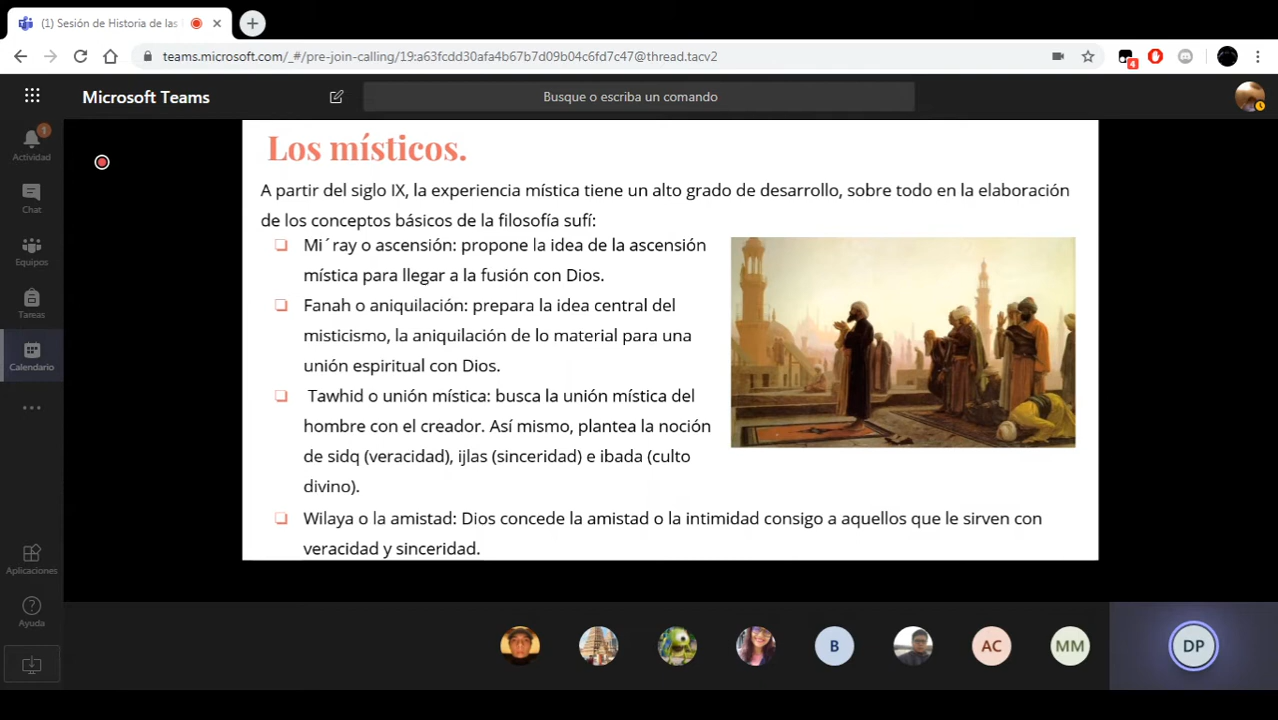 (1) Sesión de Historia de las
teams.microsoft.com/_#/pre-join-calling/19:a63fcdd30afa4b67b7d09b04c6fd7c47@thread.tacv2
4
Microsoft Teams
Busque o escriba un comando
1
Actividad
Chat
Equipos
Tareas
Calendario
Aplicaciones
Ayuda
Los místicos.
A partir del siglo IX, la experiencia mística tiene un alto grado de desarrollo, sobre todo en la elaboración
de los conceptos básicos de la filosofía sufí:
Mi´ray o ascensión: propone la idea de la ascensión
mística para llegar a la fusión con Dios.
Fanah o aniquilación: prepara la idea central del
misticismo, la aniquilación de lo material para una
unión espiritual con Dios.
Tawhid o unión mística: busca la unión mística del
hombre con el creador. Así mismo, plantea la noción
de sidq (veracidad), ijlas (sinceridad) e ibada (culto
divino).
Wilaya o la amistad: Dios concede la amistad o la intimidad consigo a aquellos que le sirven con
veracidad y sinceridad.
B
AC
MM
DP